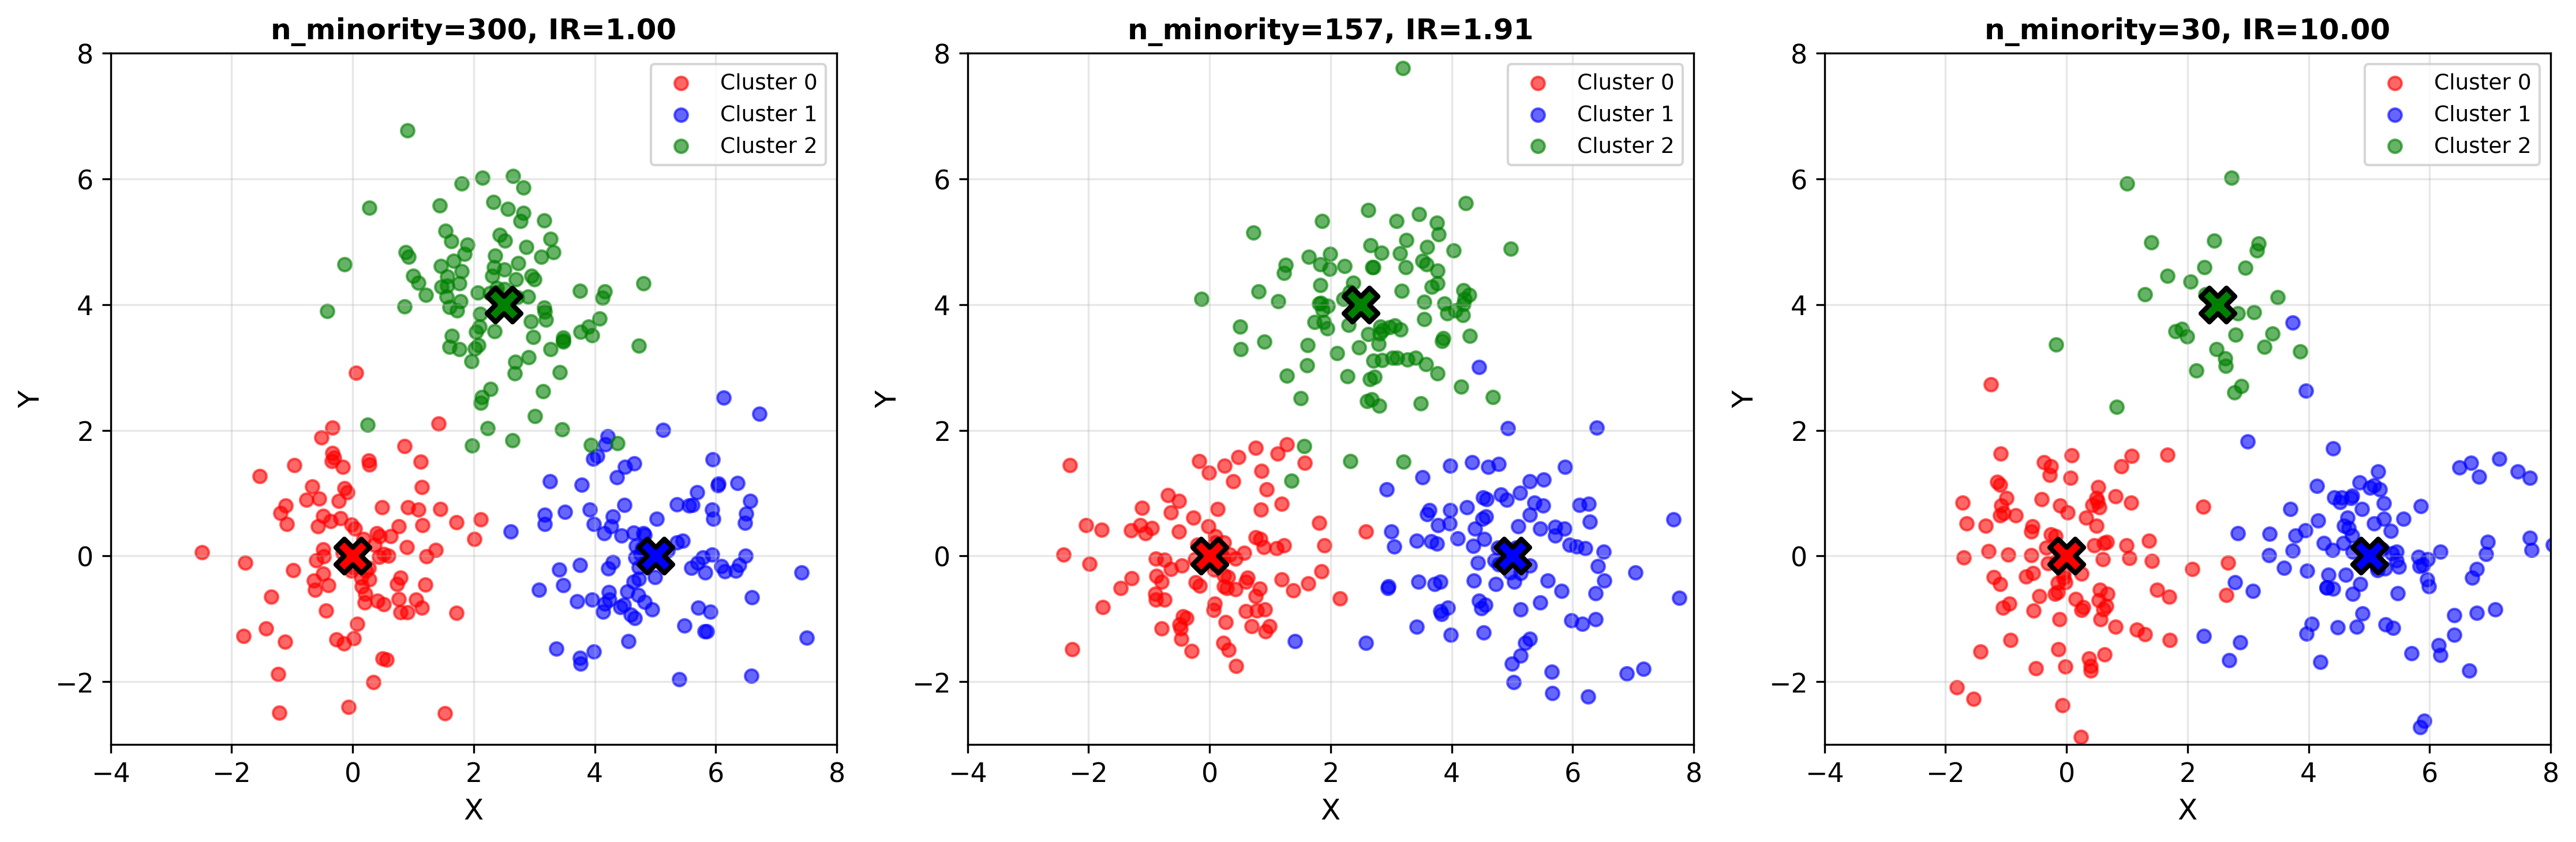 n_minority=300, IR=1.00
8
6
4
2
0
−2
Y
−4 −2 0 2 4 6 8
X
Cluster 0
Cluster 1
Cluster 2
n_minority=157, IR=1.91
8
6
4
2
0
−2
Y
−4 −2 0 2 4 6 8
X
Cluster 0
Cluster 1
Cluster 2
n_minority=30, IR=10.00
8
6
4
2
0
−2
Y
−4 −2 0 2 4 6 8
X
Cluster 0
Cluster 1
Cluster 2